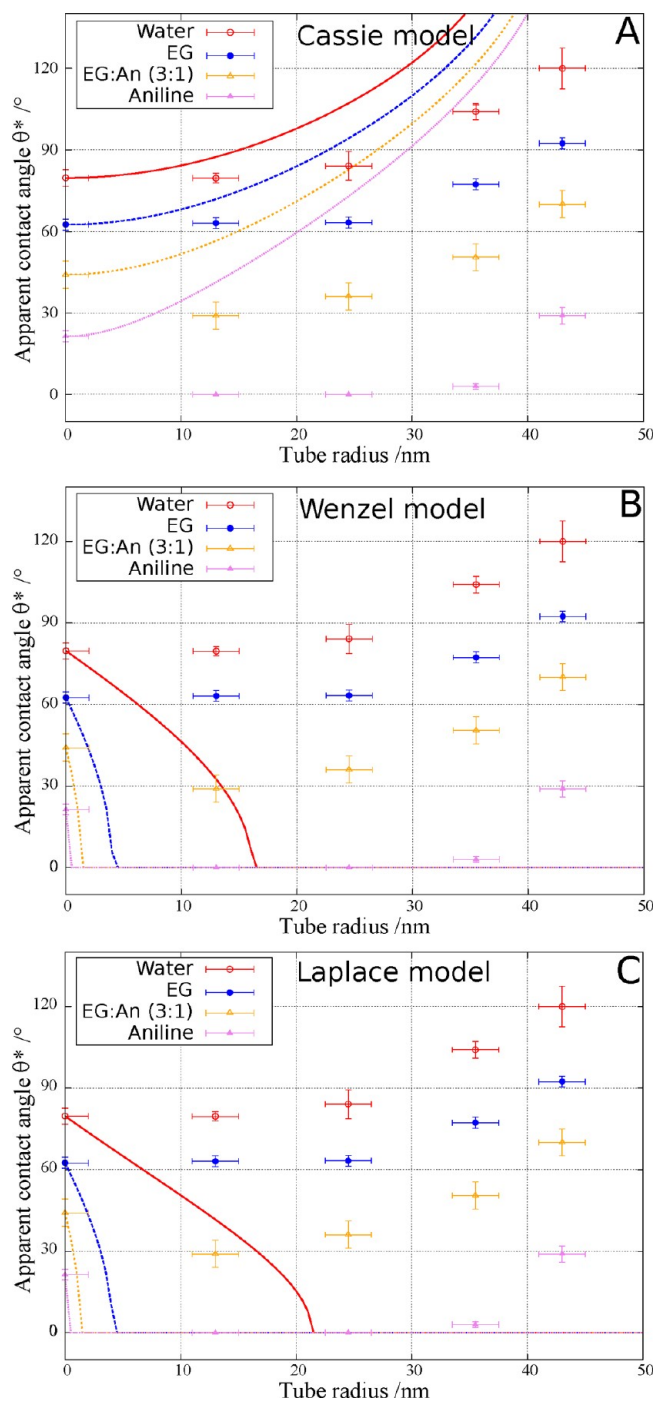 Cassie model
A
Water
EG
EG:An (3:1)
Aniline
Apparent contact angle θ* /°
120
90
60
30
0
0 10 20 30 40 50
Tube radius /nm
Wenzel model
B
Water
EG
EG:An (3:1)
Aniline
Apparent contact angle θ* /°
120
90
60
30
0
0 10 20 30 40 50
Tube radius /nm
Laplace model
C
Water
EG
EG:An (3:1)
Aniline
Apparent contact angle θ* /°
120
90
60
30
0
0 10 20 30 40 50
Tube radius /nm